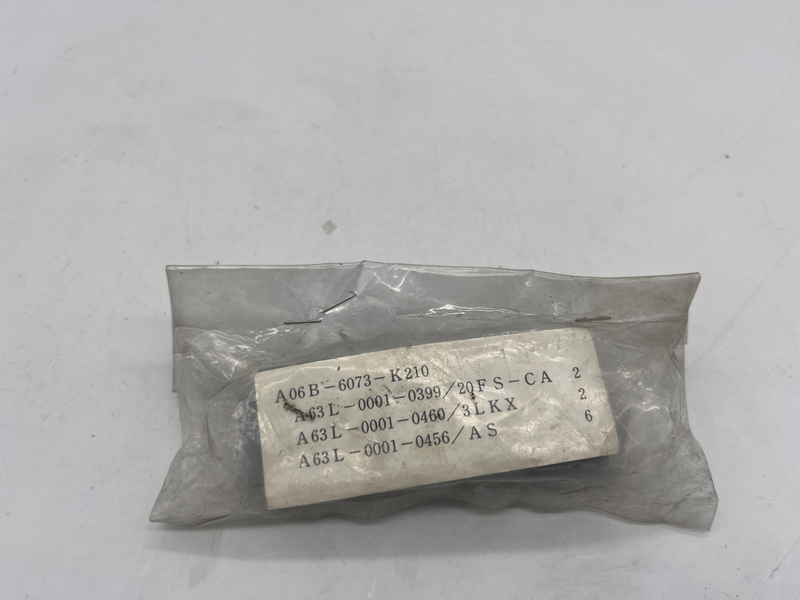 A06B-6073-K210
A63L-0001-0399/20FS-CA 2
A63L-0001-0460/3LKX 2
A63L-0001-0456/AS 6